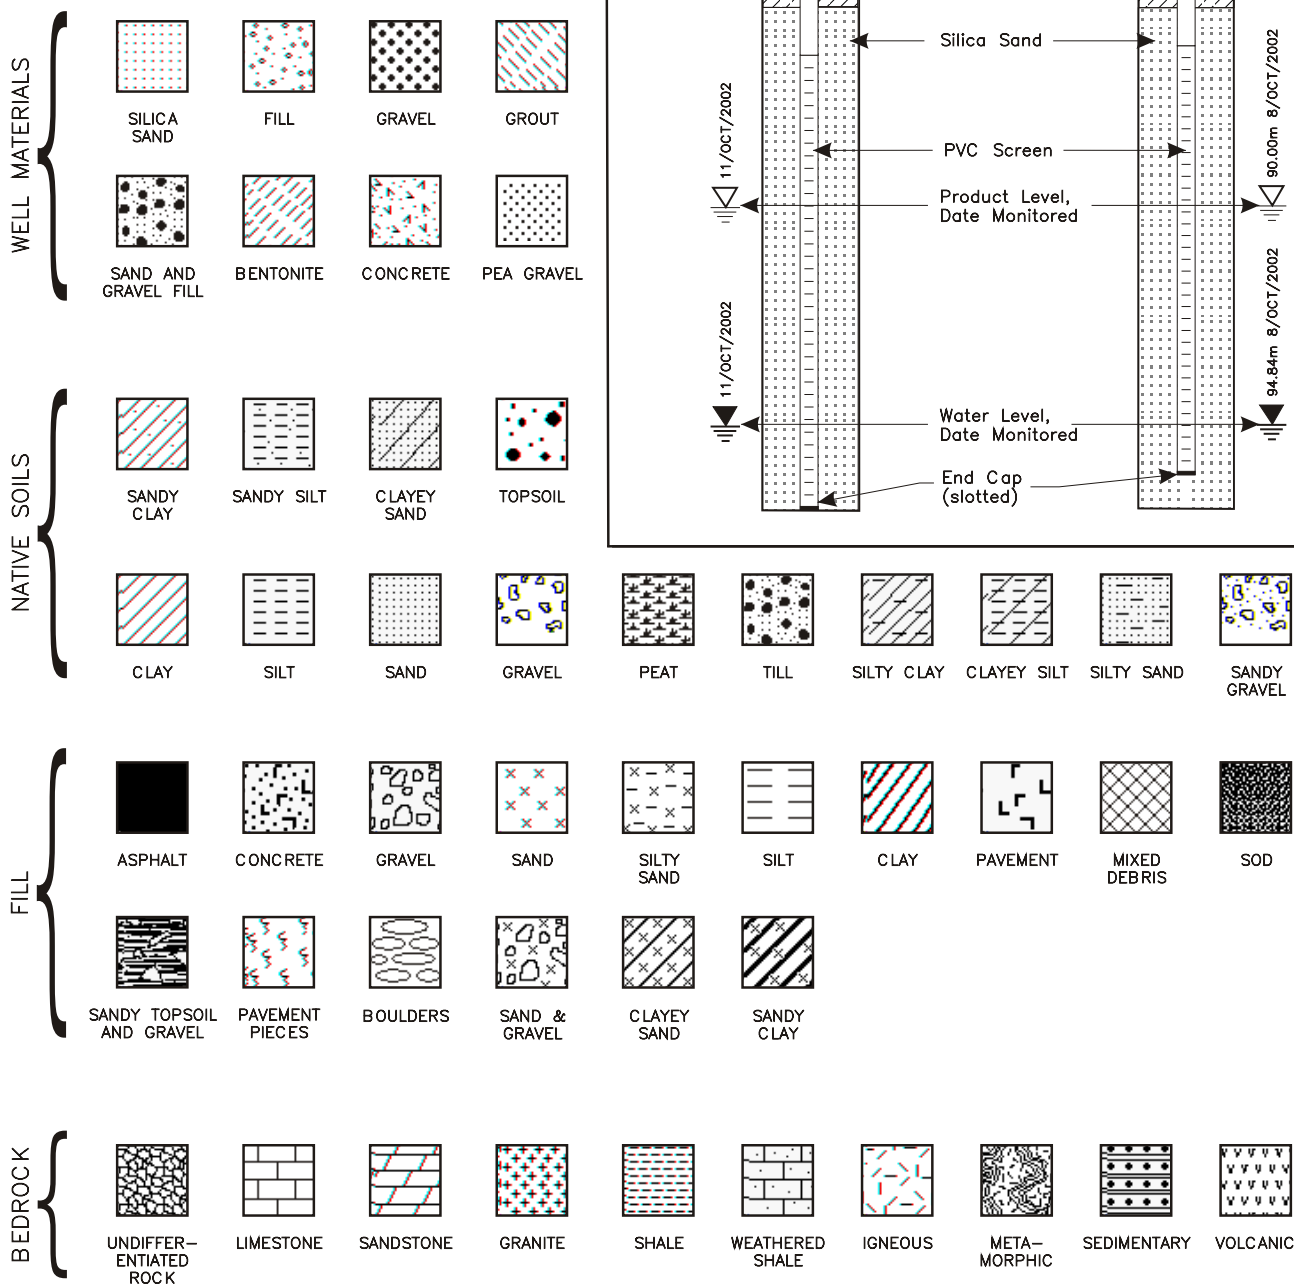 WELL MATERIALS
SILICA
SAND
FILL
GRAVEL
GROUT
SAND AND
GRAVEL FILL
BENTONITE
CONCRETE
PEA GRAVEL
Silica Sand
11/OCT/2002
90.00m 8/OCT/2002
PVC Screen
Product Level,
Date Monitored
11/OCT/2002
94.84m 8/OCT/2002
Water Level,
Date Monitored
End Cap
(slotted)
NATIVE SOILS
SANDY
CLAY
SANDY SILT
CLAYEY
SAND
TOPSOIL
CLAY
SILT
SAND
GRAVEL
PEAT
TILL
SILTY CLAY
CLAYEY SILT
SILTY SAND
SANDY
GRAVEL
FILL
ASPHALT
CONCRETE
GRAVEL
SAND
SILTY
SAND
SILT
CLAY
PAVEMENT
MIXED
DEBRIS
SOD
SANDY TOPSOIL
AND GRAVEL
PAVEMENT
PIECES
BOULDERS
SAND &
GRAVEL
CLAYEY
SAND
SANDY
CLAY
BEDROCK
UNDIFFER-
ENTIATED
ROCK
LIMESTONE
SANDSTONE
GRANITE
SHALE
WEATHERED
SHALE
IGNEOUS
META-
MORPHIC
SEDIMENTARY
VOLCANIC